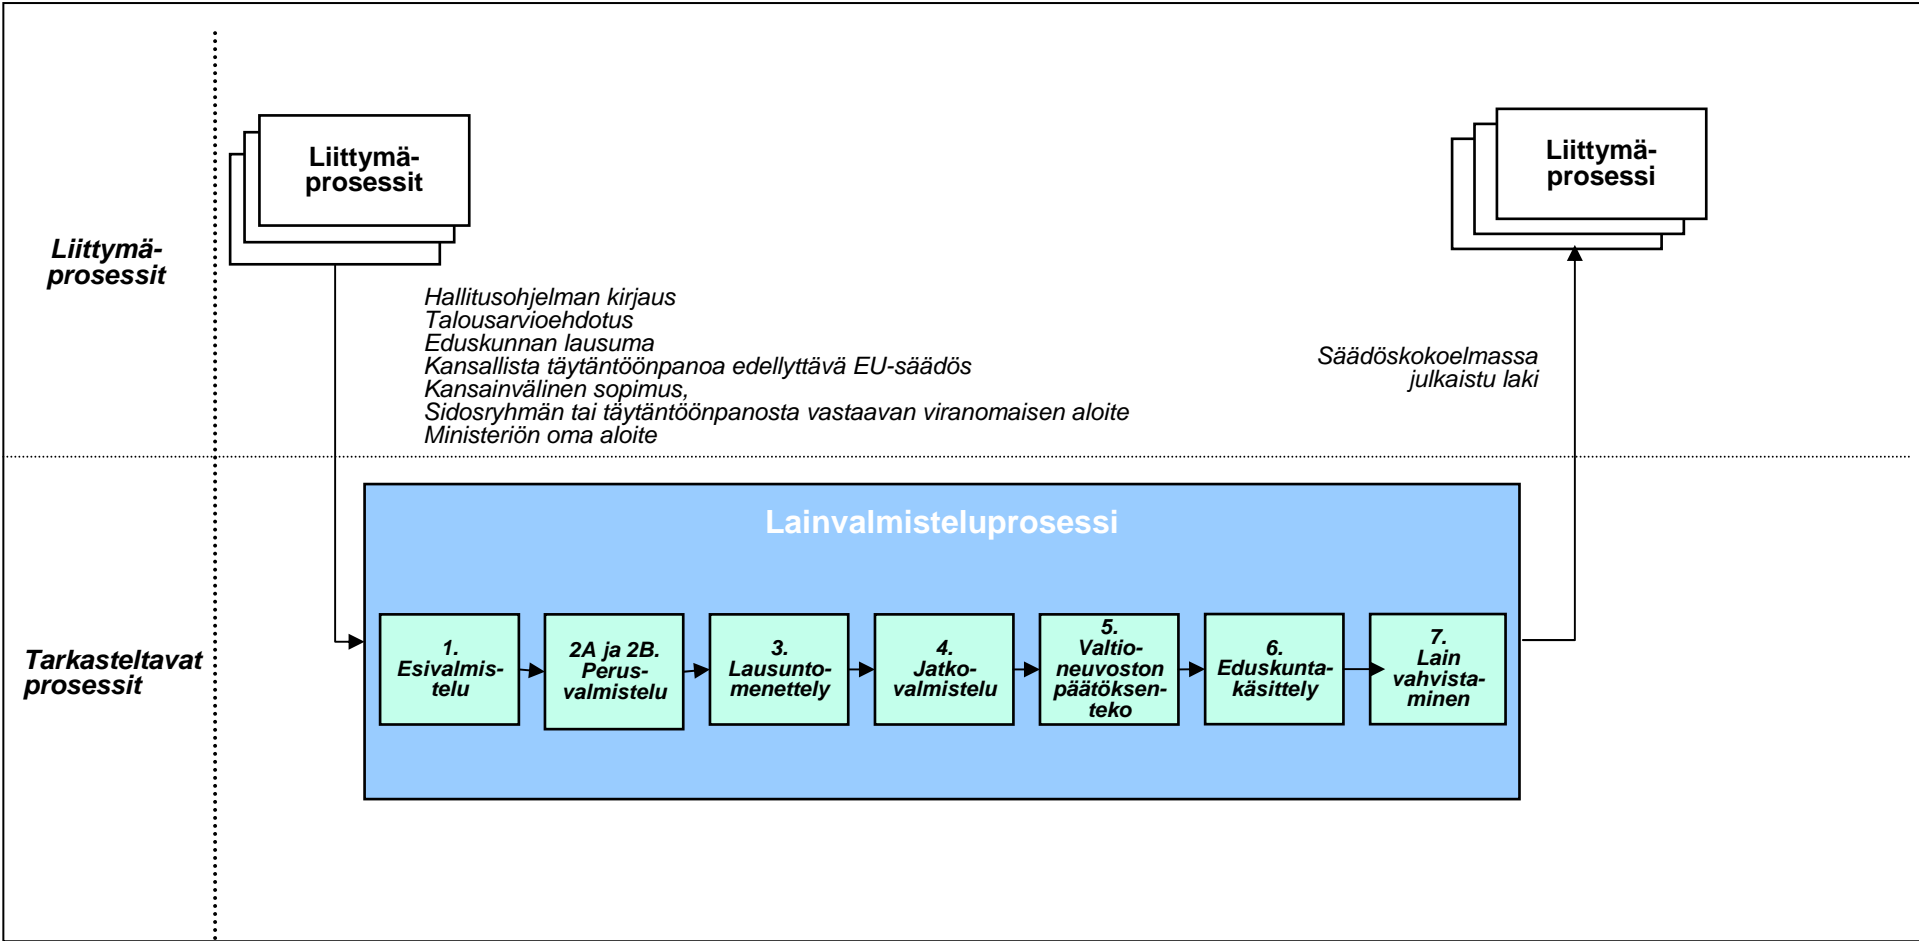 Liittymä-
prosessit
Liittymä-
prosessi
Liittymä-
prosessit
Hallitusohjelman kirjaus
Talousarvioehdotus
Eduskunnan lausuma
Kansallista täytäntöönpanoa edellyttävä EU-säädös
Kansainvälinen sopimus,
Sidosryhmän tai täytäntöönpanosta vastaavan viranomaisen aloite
Ministeriön oma aloite
Säädöskokoelmassa
julkaistu laki
Lainvalmisteluprosessi
Tarkasteltavat
prosessit
1.
Esivalmis-
telu
2A ja 2B.
Perus-
valmistelu
3.
Lausunto-
menettely
4.
Jatko-
valmistelu
5.
Valtio-
neuvoston
päätöksen-
teko
6.
Eduskunta-
käsittely
7.
Lain
vahvista-
minen